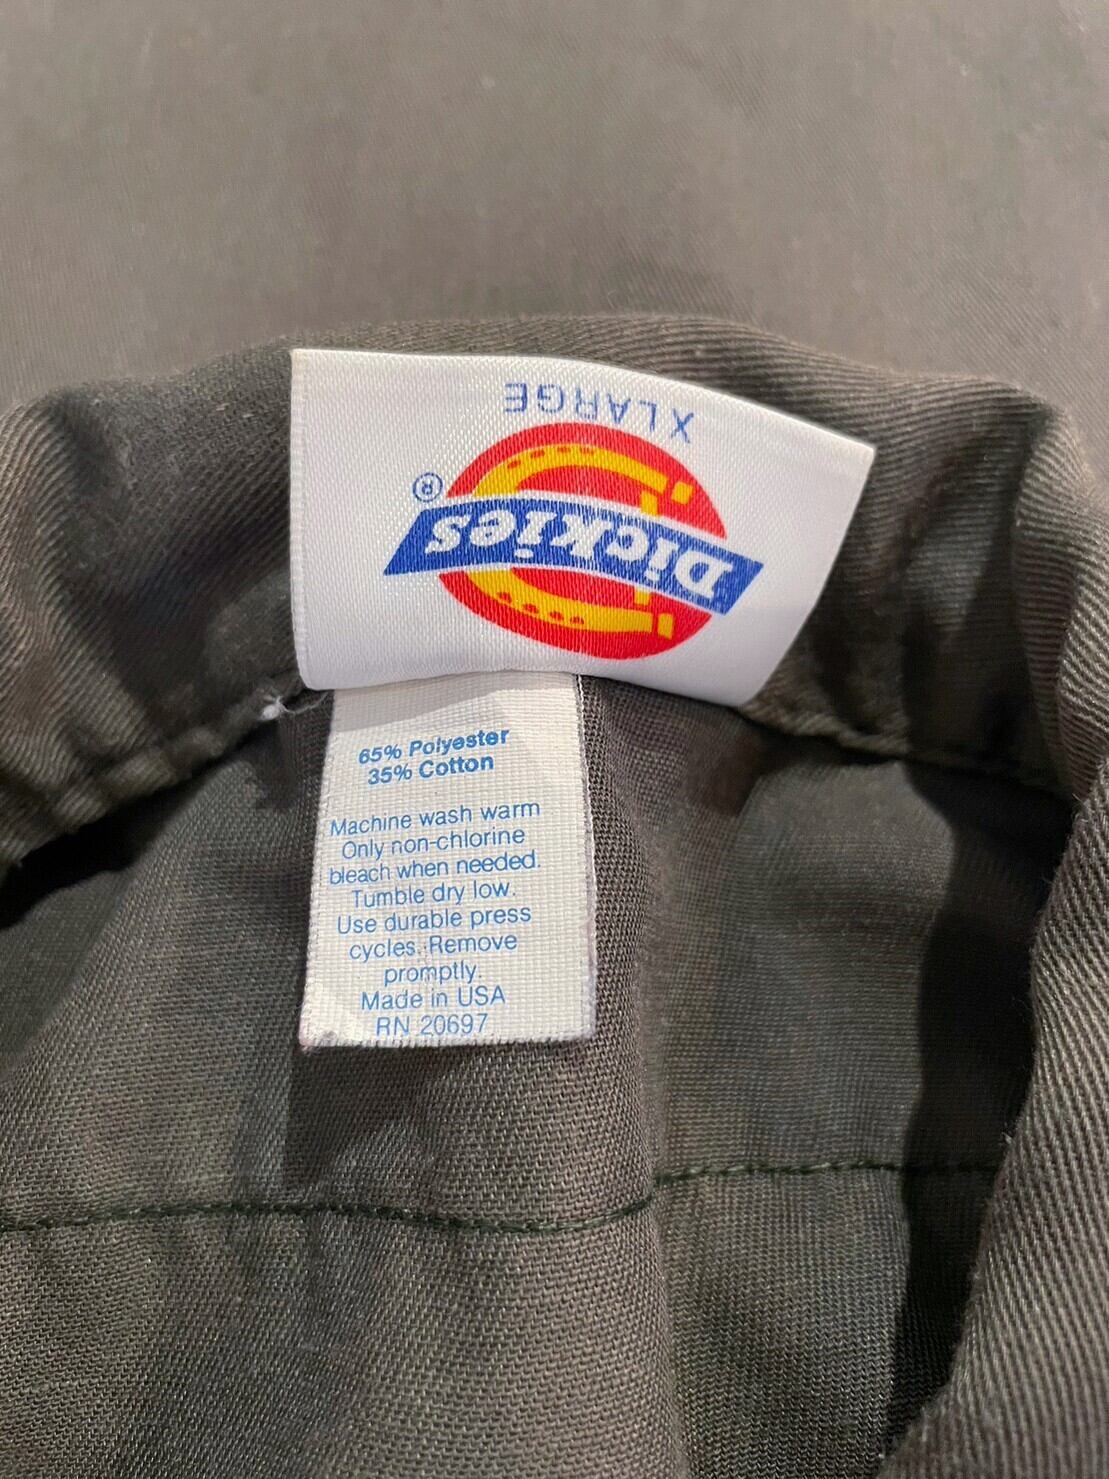 X LARGE
Dickies
®
65% Polyester
35% Cotton
Machine wash warm
Only non-chlorine
bleach when needed.
Tumble dry low.
Use durable press
cycles. Remove
promptly.
Made in USA
RN 20697